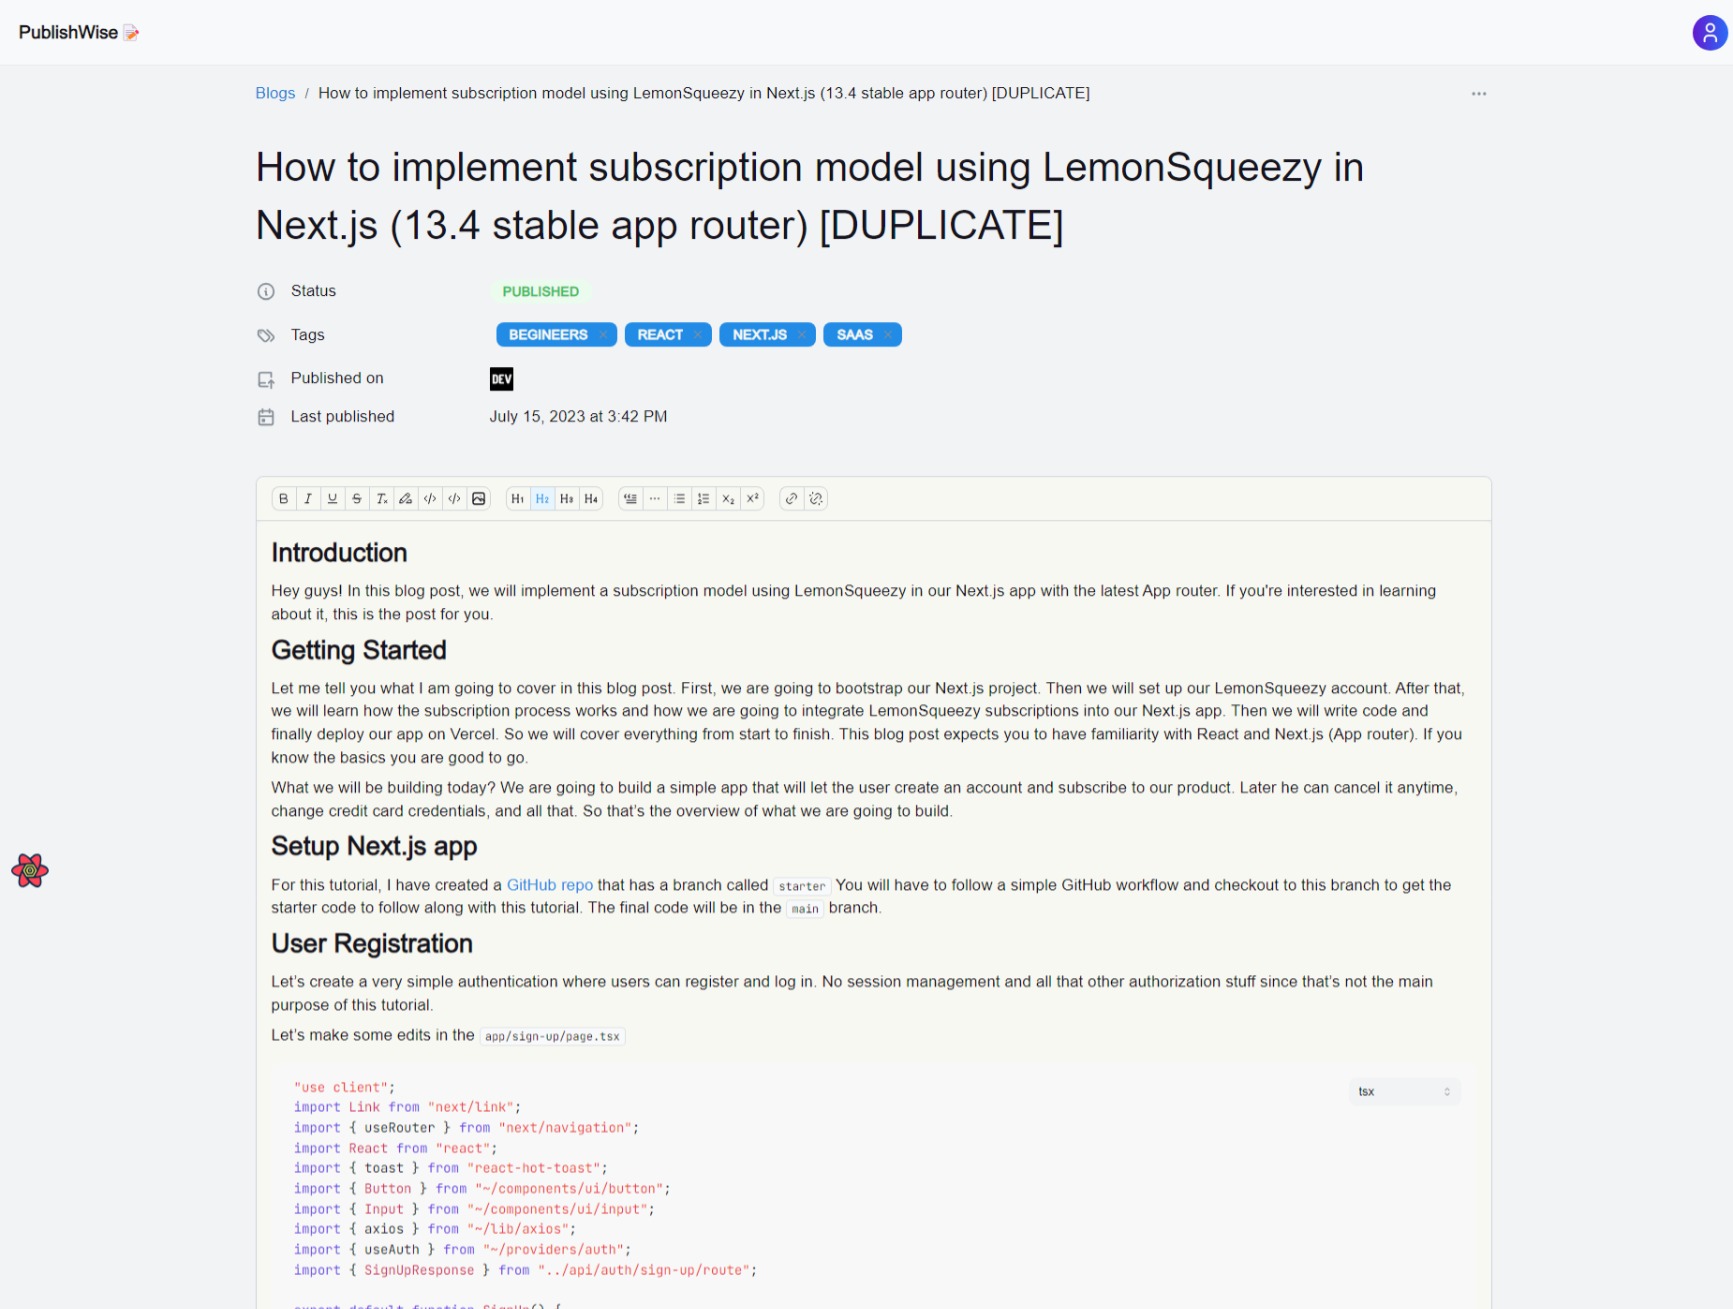 PublishWise
Blogs / How to implement subscription model using LemonSqueezy in Next.js (13.4 stable app router) [DUPLICATE]
How to implement subscription model using LemonSqueezy in
Next.js (13.4 stable app router) [DUPLICATE]
Status PUBLISHED
Tags BEGINEERS REACT NEXT.JS SAAS
Published on DEV
Last published July 15, 2023 at 3:42 PM
B I U S Tx </> </> H1 H2 H3 H4 X2 X2
Introduction
Hey guys! In this blog post, we will implement a subscription model using LemonSqueezy in our Next.js app with the latest App router. If you're interested in learning
about it, this is the post for you.
Getting Started
Let me tell you what I am going to cover in this blog post. First, we are going to bootstrap our Next.js project. Then we will set up our LemonSqueezy account. After that,
we will learn how the subscription process works and how we are going to integrate LemonSqueezy subscriptions into our Next.js app. Then we will write code and
finally deploy our app on Vercel. So we will cover everything from start to finish. This blog post expects you to have familiarity with React and Next.js (App router). If you
know the basics you are good to go.
What we will be building today? We are going to build a simple app that will let the user create an account and subscribe to our product. Later he can cancel it anytime,
change credit card credentials, and all that. So that’s the overview of what we are going to build.
Setup Next.js app
For this tutorial, I have created a GitHub repo that has a branch called starter You will have to follow a simple GitHub workflow and checkout to this branch to get the
starter code to follow along with this tutorial. The final code will be in the main branch.
User Registration
Let’s create a very simple authentication where users can register and log in. No session management and all that other authorization stuff since that’s not the main
purpose of this tutorial.
Let’s make some edits in the app/sign-up/page.tsx
tsx
"use client";
import Link from "next/link";
import { useRouter } from "next/navigation";
import React from "react";
import { toast } from "react-hot-toast";
import { Button } from "~/components/ui/button";
import { Input } from "~/components/ui/input";
import { axios } from "~/lib/axios";
import { useAuth } from "~/providers/auth";
import { SignUpResponse } from "../api/auth/sign-up/route";
export default function SignUp() {